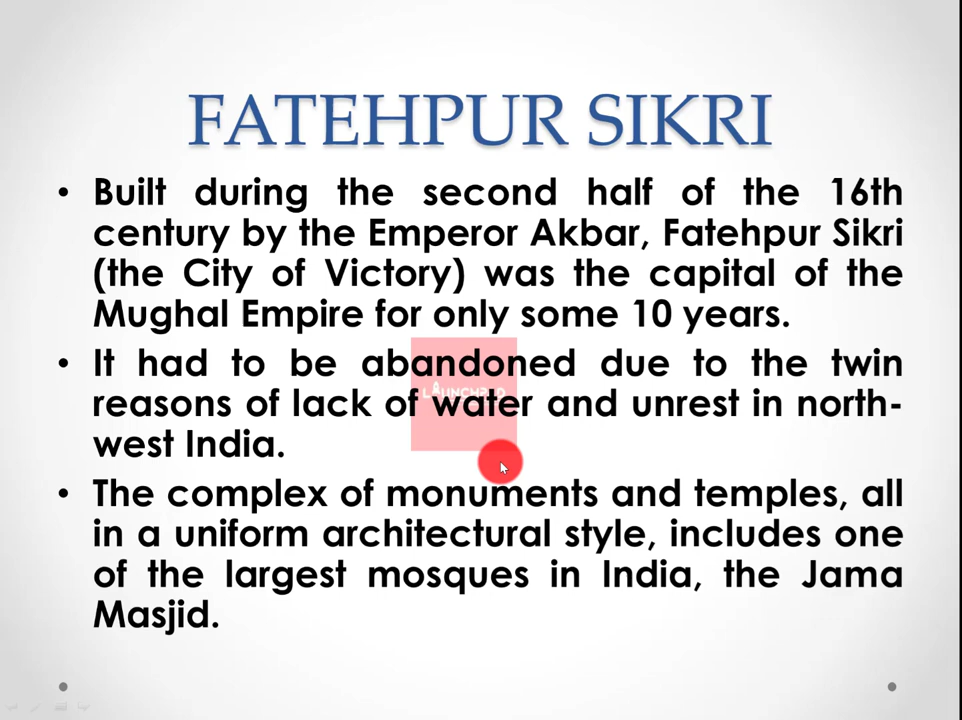 FATEHPUR SIKRI
• Built during the second half of the 16th
century by the Emperor Akbar, Fatehpur Sikri
(the City of Victory) was the capital of the
Mughal Empire for only some 10 years.
• It had to be abandoned due to the twin
LAUNCHPAD
reasons of lack of water and unrest in north-
west India.
• The complex of monuments and temples, all
in a uniform architectural style, includes one
of the largest mosques in India, the Jama
Masjid.